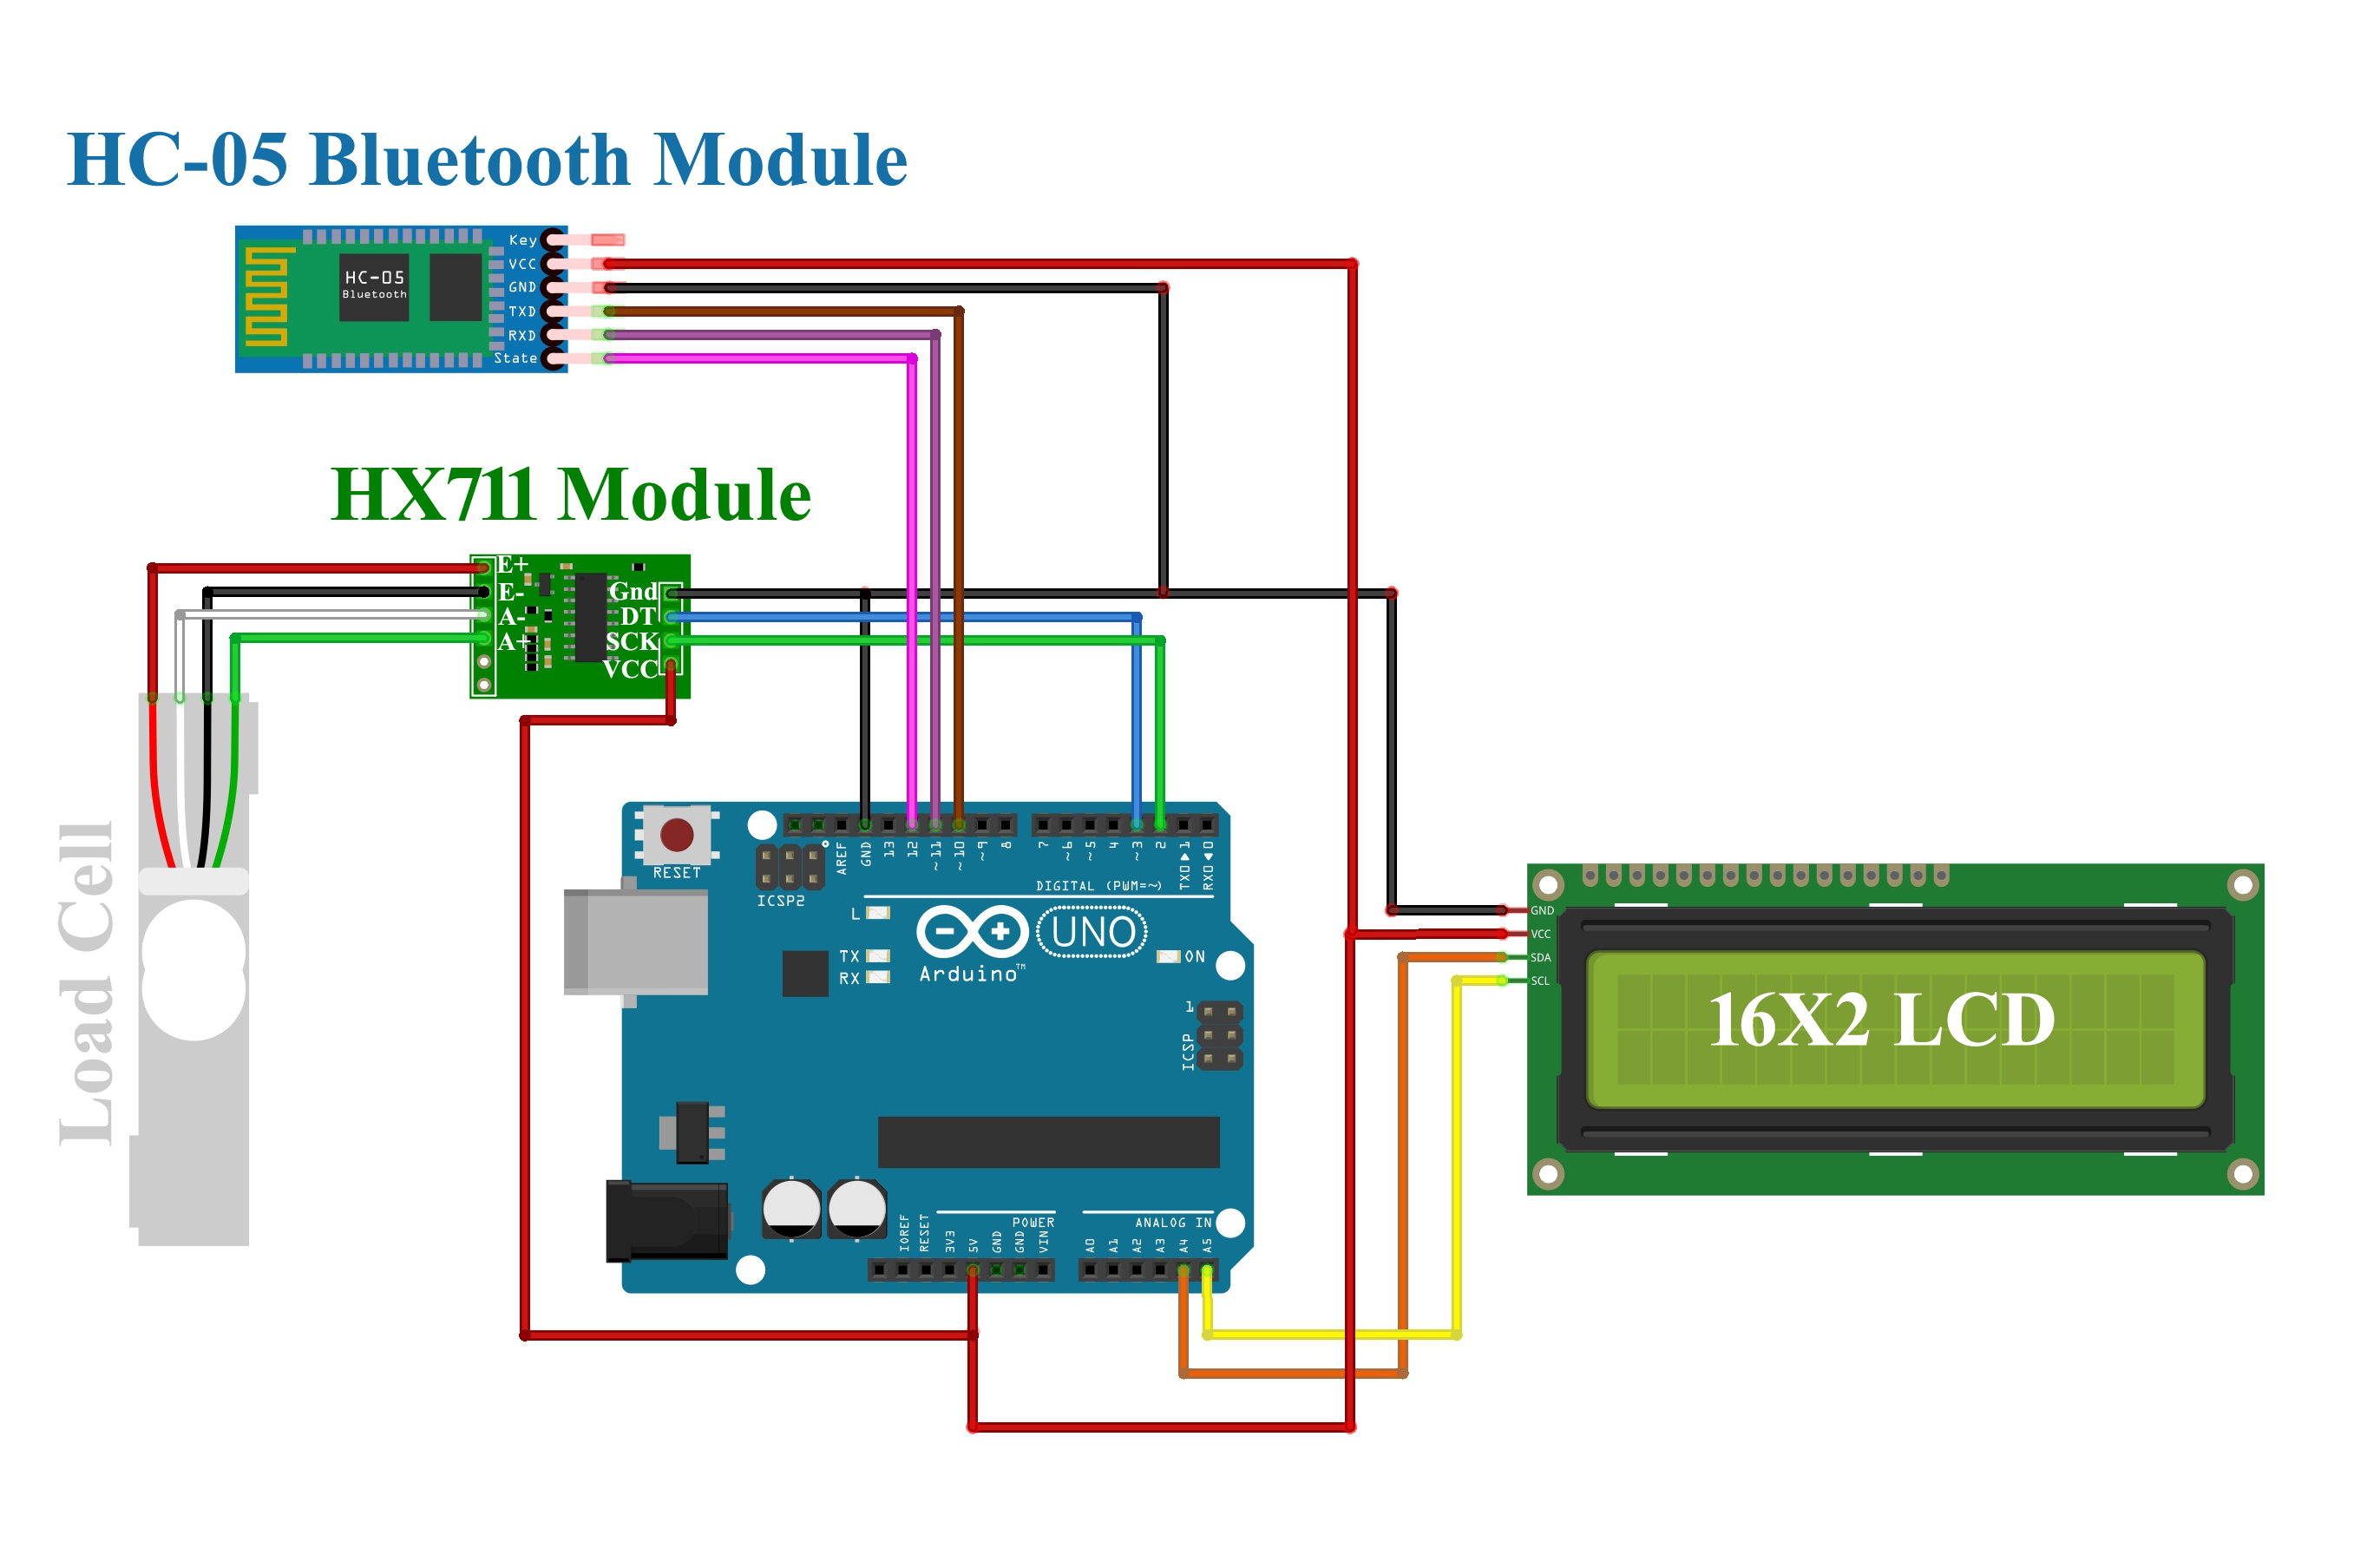 HC-05 Bluetooth Module
HC-05
Bluetooth
Key
VCC
GND
TXD
RXD
State
HX711 Module
E+
E-
A-
A+
Gnd
DT
SCK
VCC
Load Cell
RESET
ICSP2
AREF
GND
13
12
~11
~10
~9
8
7
~6
~5
4
~3
2
TX0▶1
RX0◀0
DIGITAL (PWM=~)
L
TX
RX
Arduino™
UNO
ON
1
ICSP
IOREF
RESET
3V3
5V
GND
GND
VIN
POWER
A0
A1
A2
A3
A4
A5
ANALOG IN
GND
VCC
SDA
SCL
16X2 LCD